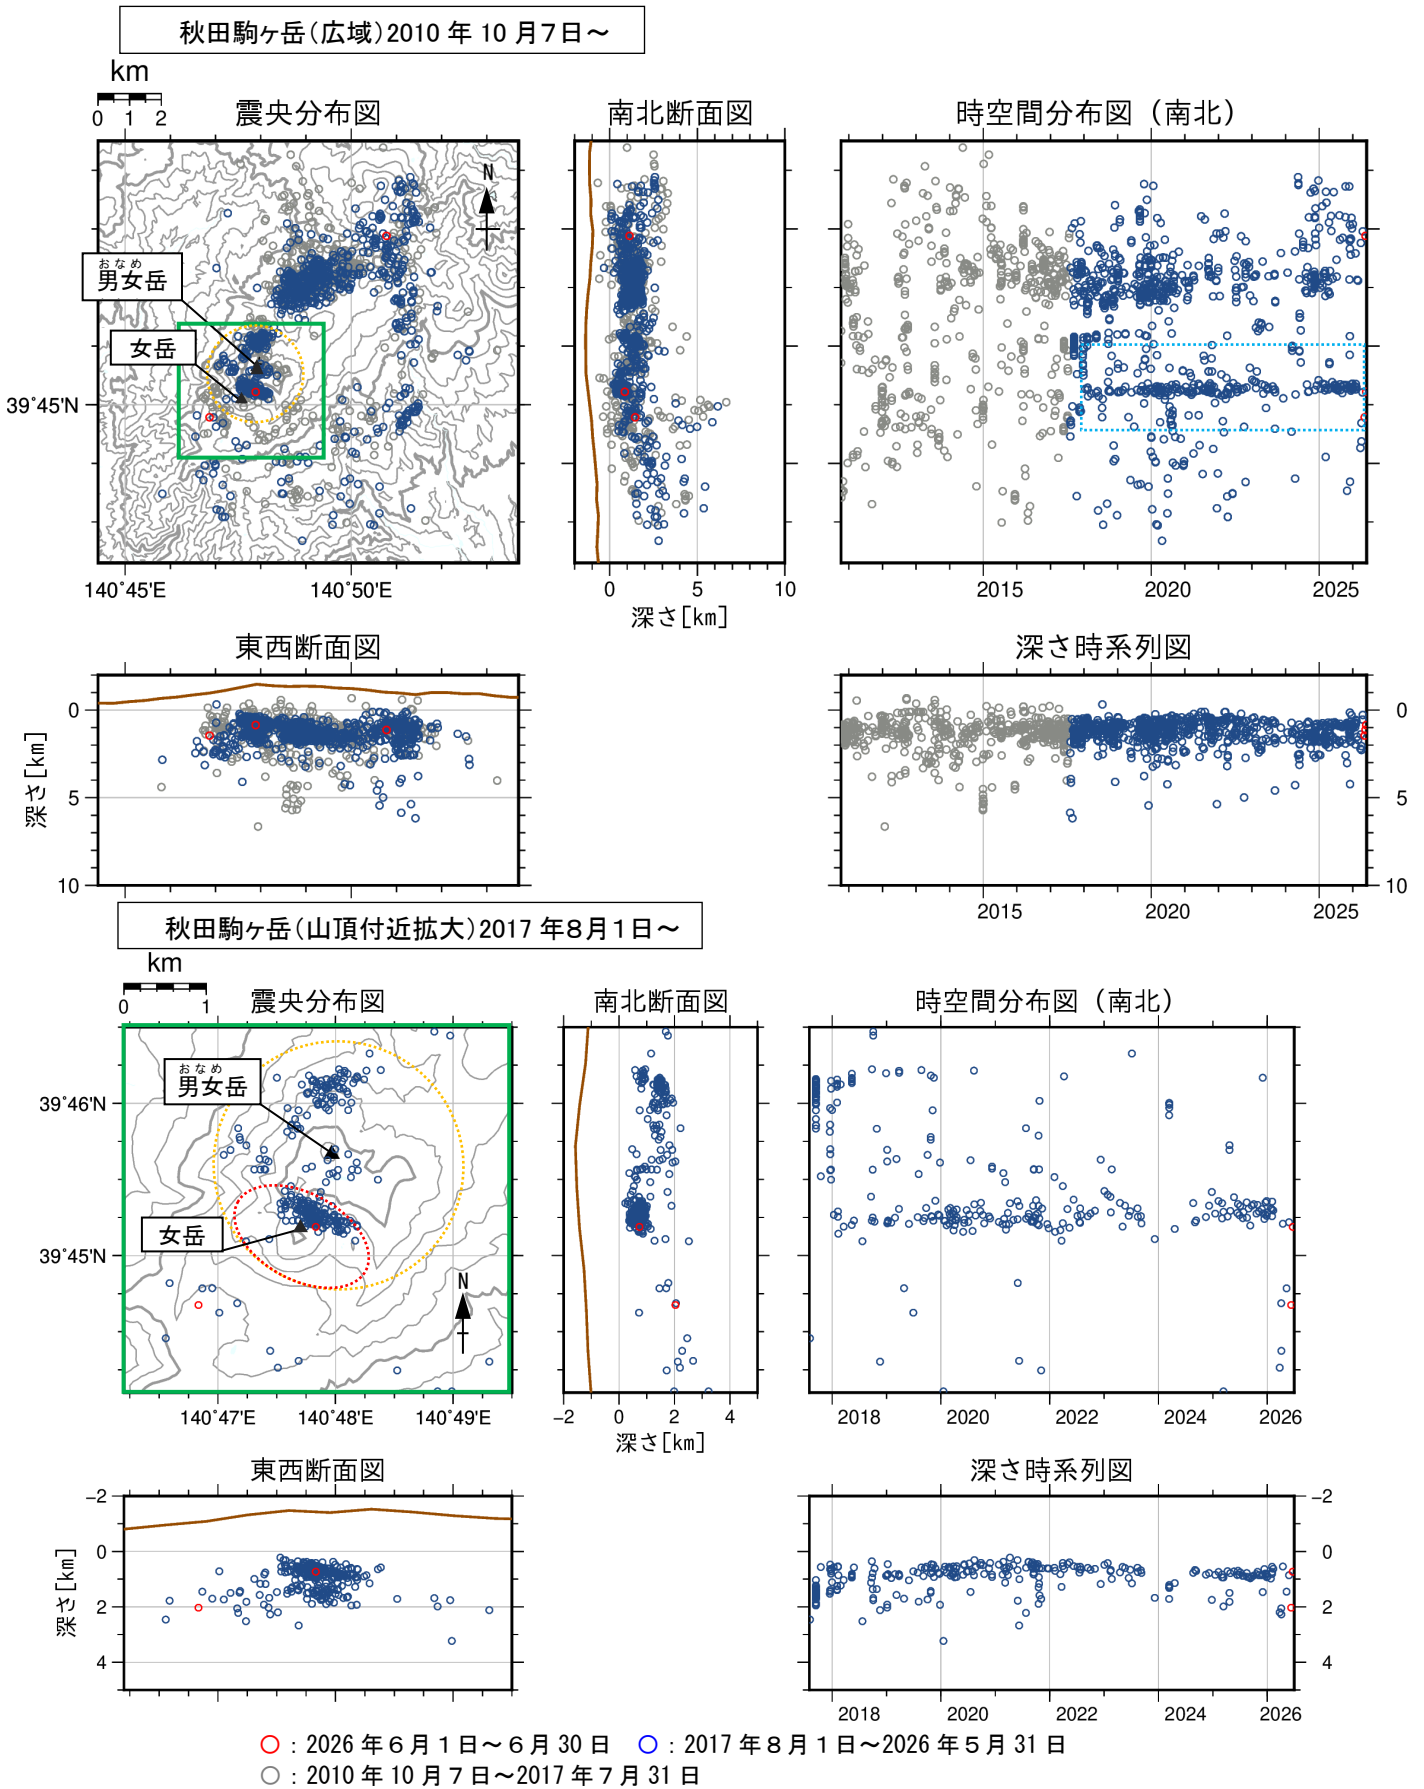 秋田駒ヶ岳（広域）2010 年 10 月７日～
km
0 1 2
震央分布図
南北断面図
時空間分布図（南北）
N
おなめ
男女岳
女岳
39˚45'N
140˚45'E 140˚50'E
0 5 10
深さ[km]
2015 2020 2025
東西断面図
深さ時系列図
0
5
10
深さ[km]
0
5
10
2015 2020 2025
秋田駒ヶ岳（山頂付近拡大）2017 年８月１日～
km
0 1
震央分布図
南北断面図
時空間分布図（南北）
おなめ
男女岳
39˚46'N
女岳
39˚45'N
N
140˚47'E 140˚48'E 140˚49'E
−2 0 2 4
深さ[km]
2018 2020 2022 2024 2026
東西断面図
深さ時系列図
−2
0
2
4
深さ[km]
−2
0
2
4
2018 2020 2022 2024 2026
○：2026 年 ６ 月 １ 日～６月 30 日 ○：2017 年 ８ 月 １ 日～2026 年 ５ 月 31 日
○：2010 年 10 月 ７ 日～2017 年 ７ 月 31 日